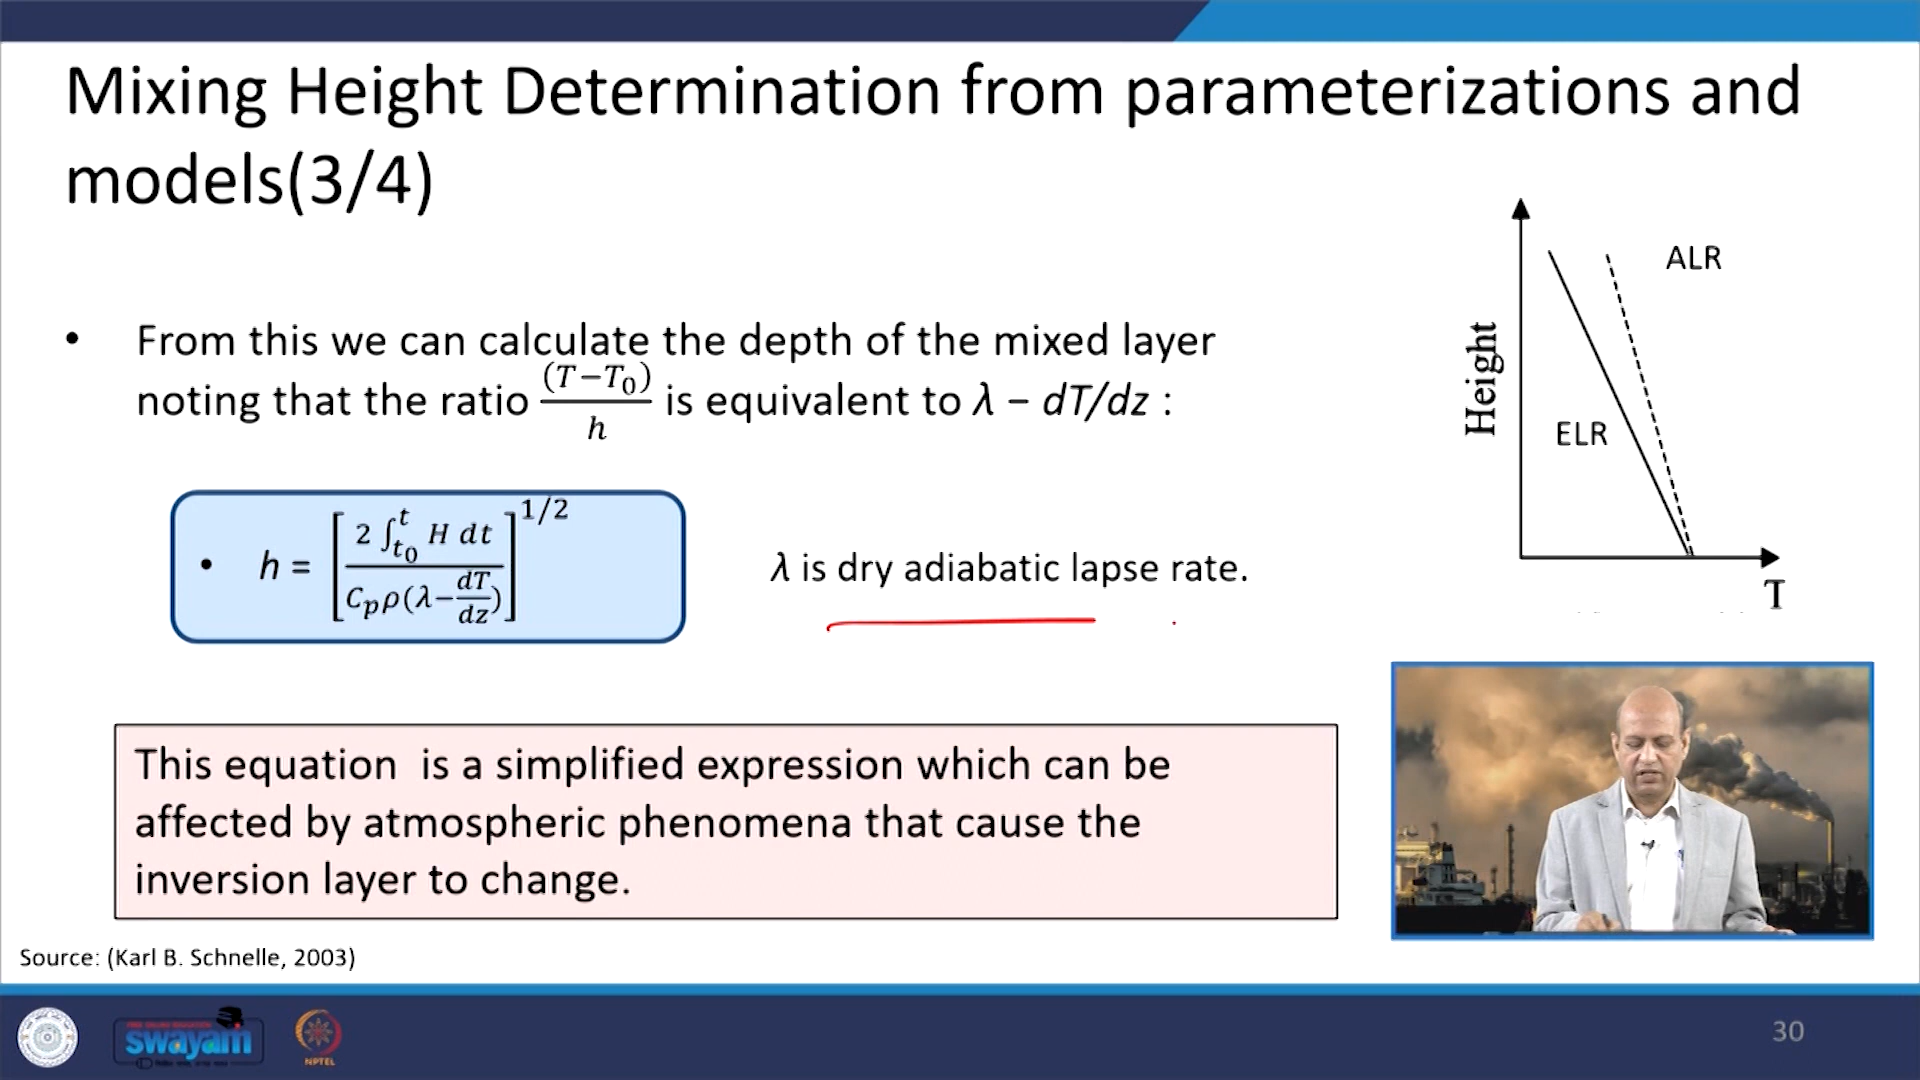 Mixing Height Determination from parameterizations and
models(3/4)
• From this we can calculate the depth of the mixed layer
noting that the ratio (T−T₀)/h is equivalent to λ − dT/dz :
• h = [2 ∫ₜ₀ᵗ H dt / Cₚρ(λ−dT/dz)]^1/2
λ is dry adiabatic lapse rate.
ALR
ELR
Height
T
This equation is a simplified expression which can be
affected by atmospheric phenomena that cause the
inversion layer to change.
Source: (Karl B. Schnelle, 2003)
swayam
NPTEL
30